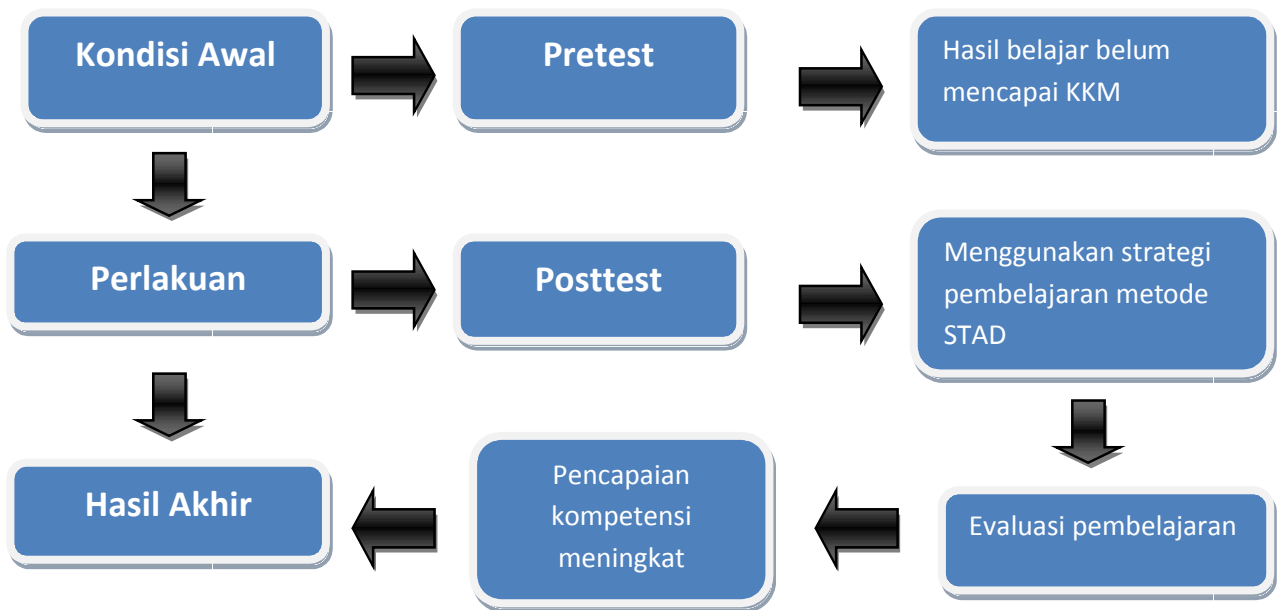 Kondisi Awal
Pretest
Hasil belajar belum
mencapai KKM
Perlakuan
Posttest
Menggunakan strategi
pembelajaran metode
STAD
Hasil Akhir
Pencapaian
kompetensi
meningkat
Evaluasi pembelajaran